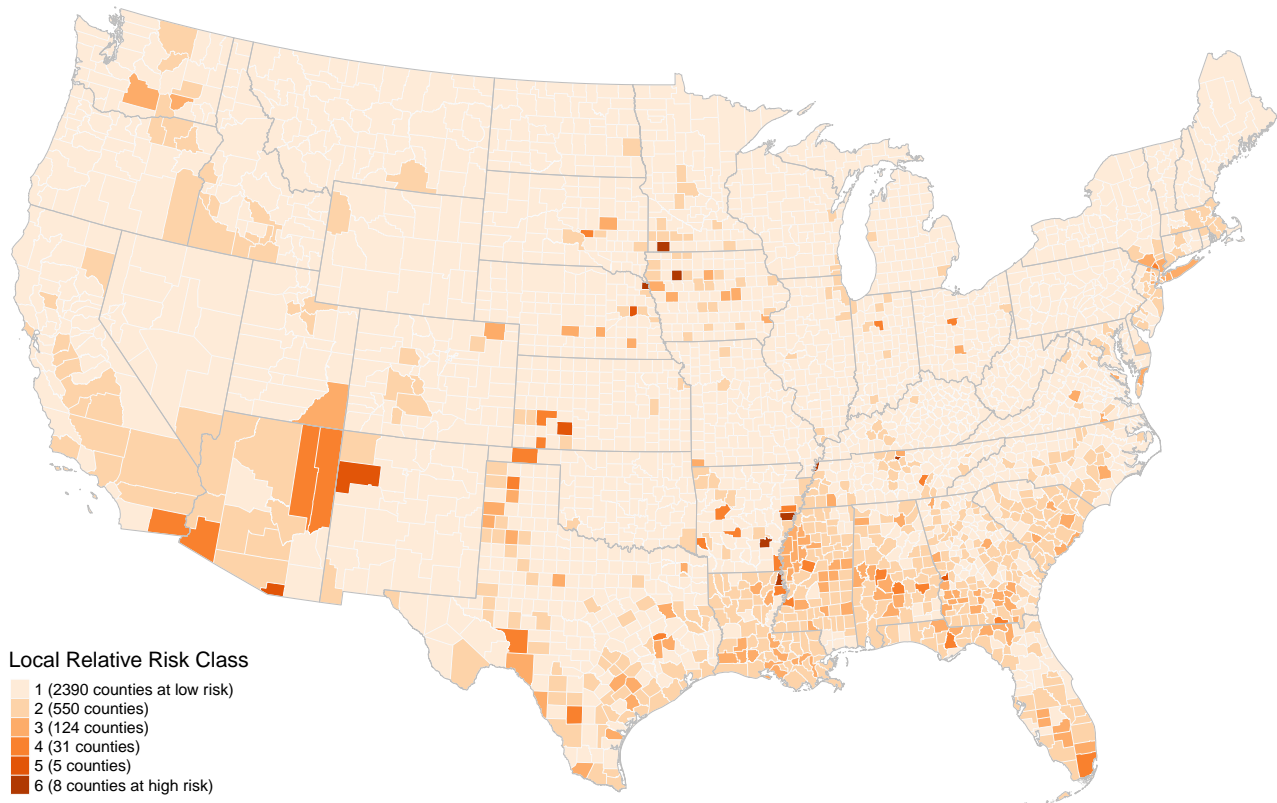 Local Relative Risk Class
1 (2390 counties at low risk)
2 (550 counties)
3 (124 counties)
4 (31 counties)
5 (5 counties)
6 (8 counties at high risk)